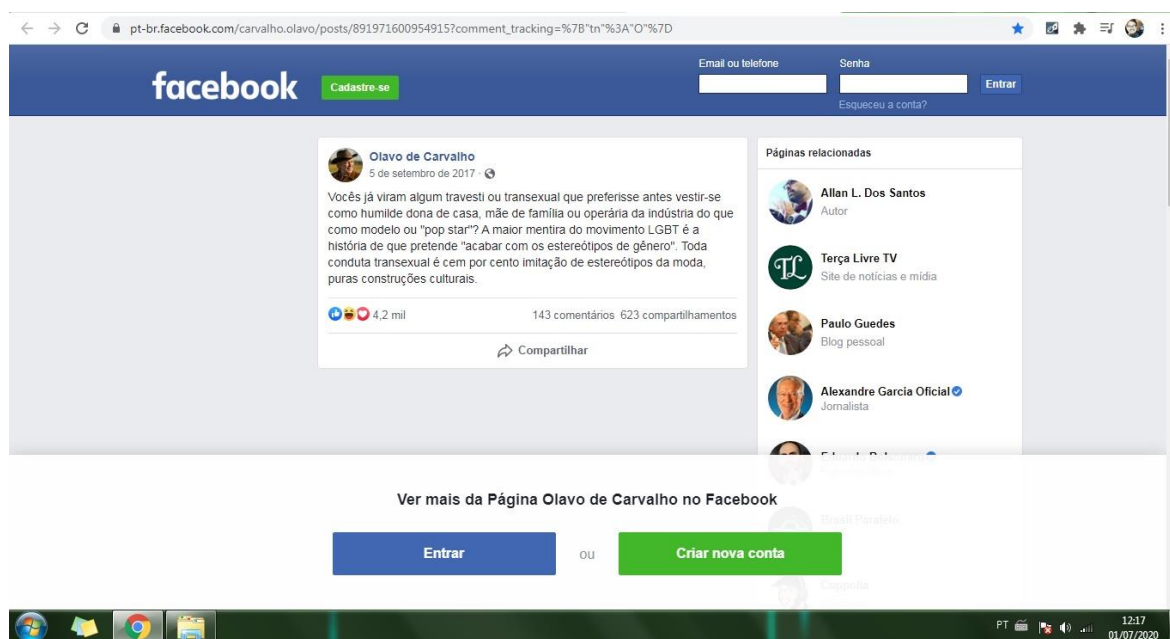 pt-br.facebook.com/carvalho.olavo/posts/891971600954915?comment_tracking=%7B"tn"%3A"O"%7D
facebook
Cadastre-se
Email ou telefone
Senha
Entrar
Esqueceu a conta?
Olavo de Carvalho
5 de setembro de 2017 ·
Vocês já viram algum travesti ou transexual que preferisse antes vestir-se
como humilde dona de casa, mãe de família ou operária da indústria do que
como modelo ou "pop star"? A maior mentira do movimento LGBT é a
história de que pretende "acabar com os estereótipos de gênero". Toda
conduta transexual é cem por cento imitação de estereótipos da moda,
puras construções culturais.
4,2 mil
143 comentários 623 compartilhamentos
Compartilhar
Páginas relacionadas
Allan L. Dos Santos
Autor
TL
Terça Livre TV
Site de notícias e mídia
Paulo Guedes
Blog pessoal
Alexandre Garcia Oficial
Jornalista
Brasil Paralelo
Ver mais da Página Olavo de Carvalho no Facebook
Entrar
ou
Criar nova conta
PT
12:17
01/07/2020